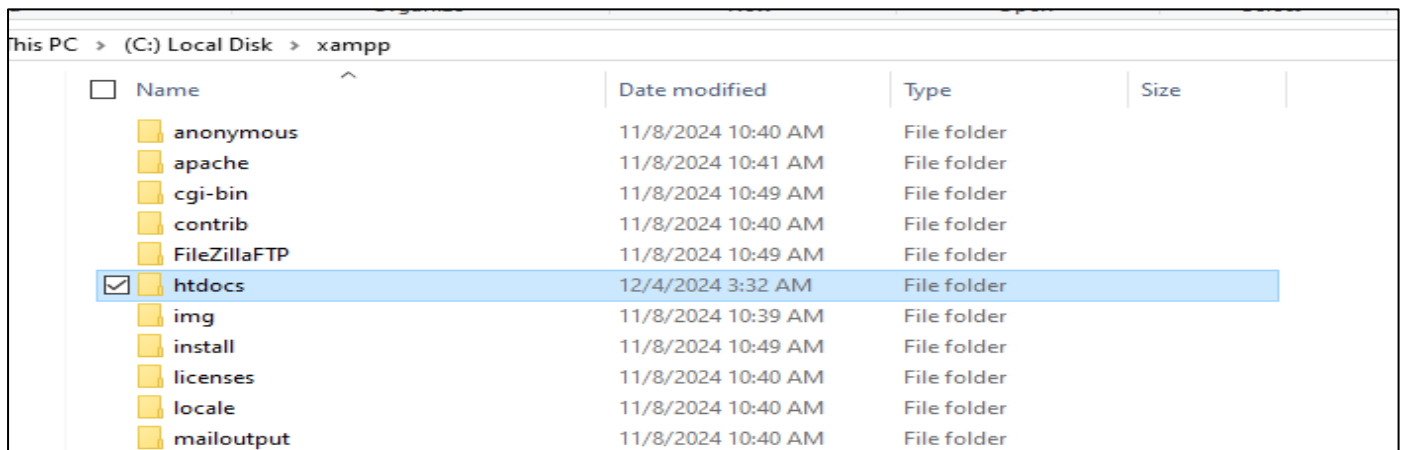 This PC > (C:) Local Disk > xampp
Name Date modified Type Size
anonymous 11/8/2024 10:40 AM File folder
apache 11/8/2024 10:41 AM File folder
cgi-bin 11/8/2024 10:49 AM File folder
contrib 11/8/2024 10:40 AM File folder
FileZillaFTP 11/8/2024 10:49 AM File folder
htdocs 12/4/2024 3:32 AM File folder
img 11/8/2024 10:39 AM File folder
install 11/8/2024 10:49 AM File folder
licenses 11/8/2024 10:40 AM File folder
locale 11/8/2024 10:40 AM File folder
mailoutput 11/8/2024 10:40 AM File folder